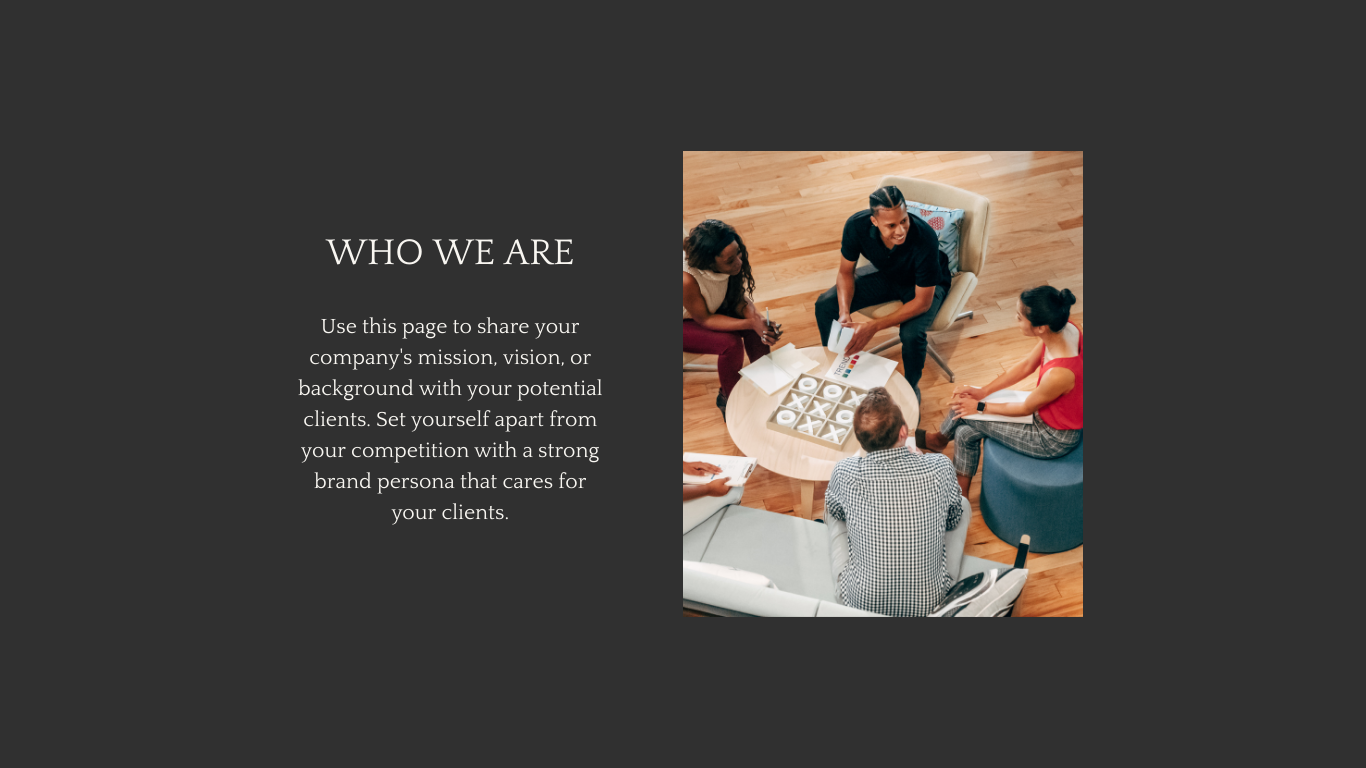 WHO WE ARE
Use this page to share your
company's mission, vision, or
background with your potential
clients. Set yourself apart from
your competition with a strong
brand persona that cares for
your clients.